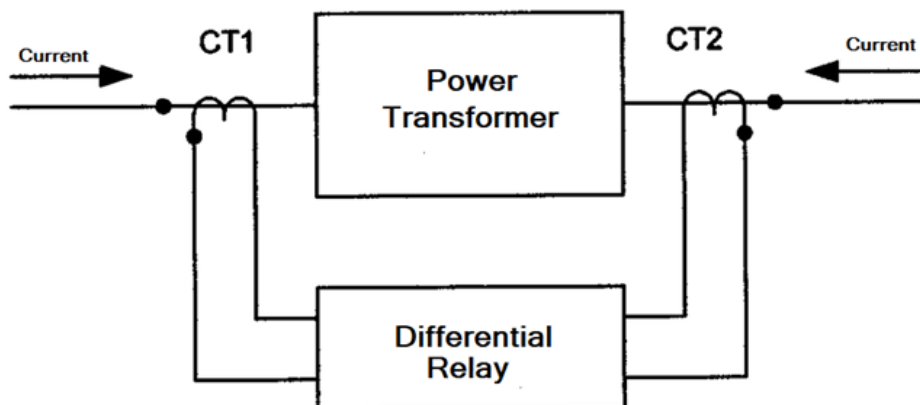 Current
CT1
Power
Transformer
CT2
Current
Differential
Relay